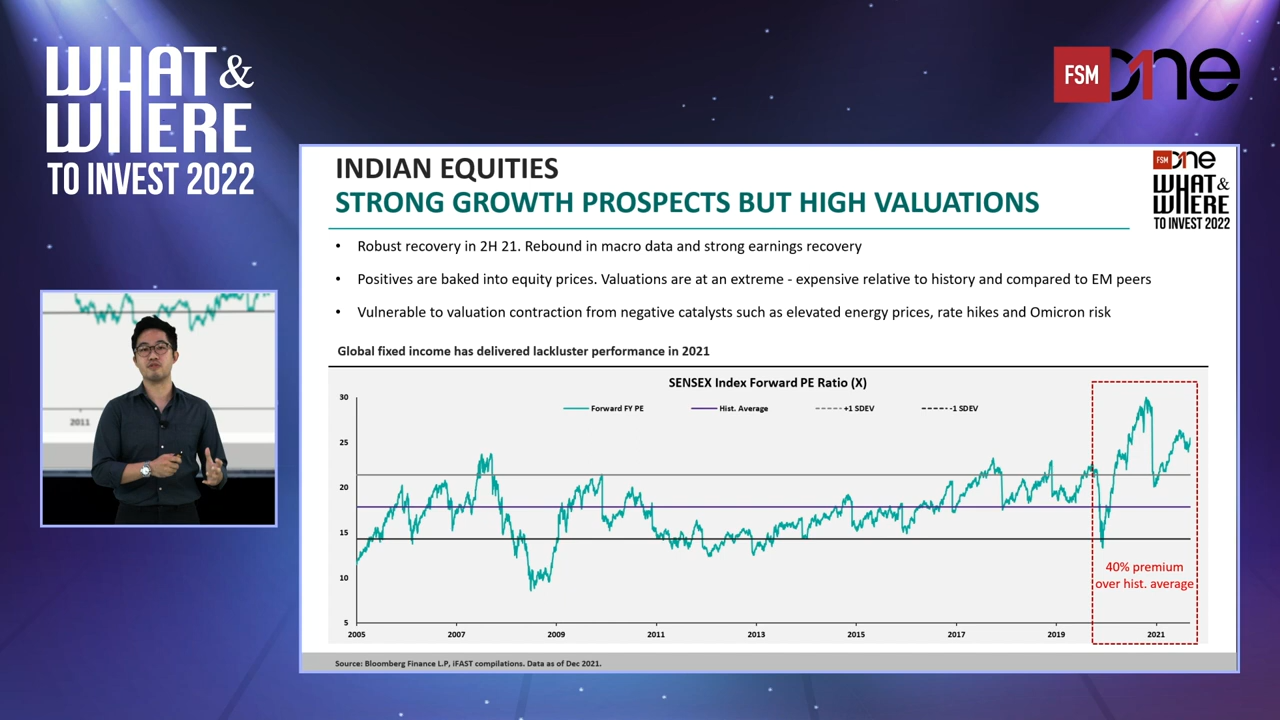 WHAT &
WHERE
TO INVEST 2022
FSM One
INDIAN EQUITIES
STRONG GROWTH PROSPECTS BUT HIGH VALUATIONS
FSM One
WHAT &
WHERE
TO INVEST 2022
• Robust recovery in 2H 21. Rebound in macro data and strong earnings recovery
• Positives are baked into equity prices. Valuations are at an extreme - expensive relative to history and compared to EM peers
• Vulnerable to valuation contraction from negative catalysts such as elevated energy prices, rate hikes and Omicron risk
Global fixed income has delivered lackluster performance in 2021
SENSEX Index Forward PE Ratio (X)
Forward FY PE Hist. Average +1 SDEV -1 SDEV
30
25
20
15
10
5
2005 2007 2009 2011 2013 2015 2017 2019 2021
40% premium
over hist. average
Source: Bloomberg Finance L.P, iFAST compilations. Data as of Dec 2021.
2011